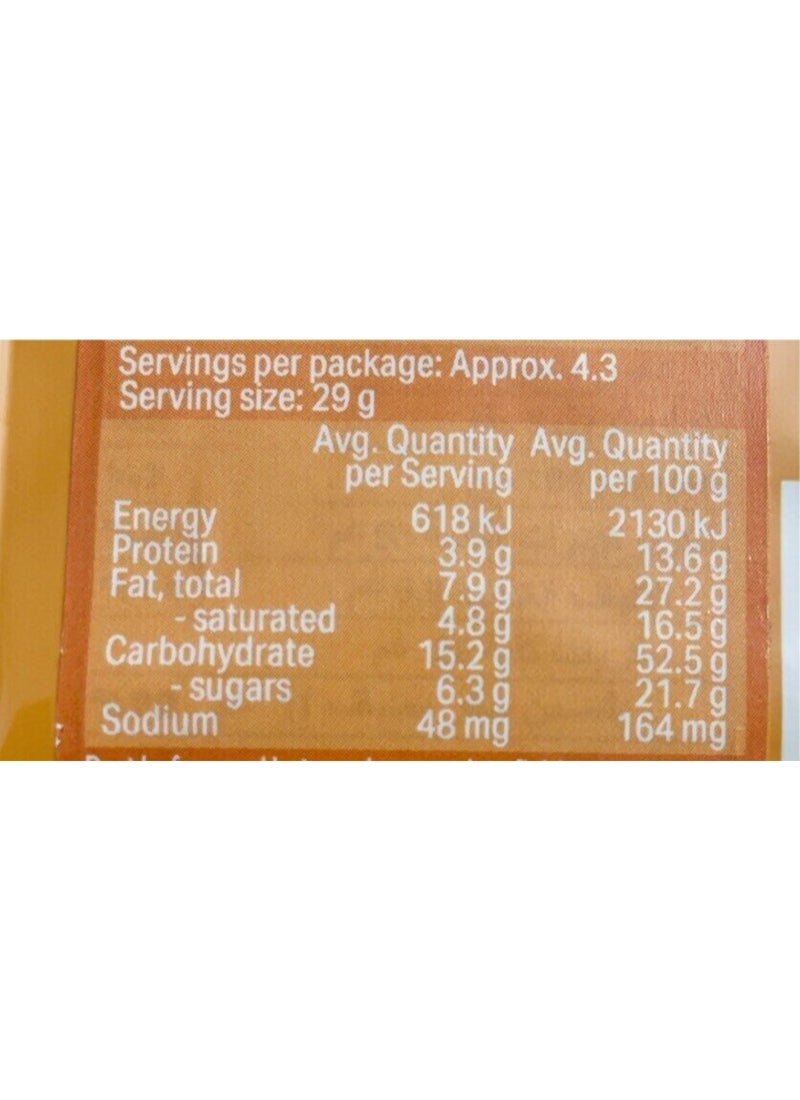 Servings per package: Approx. 4.3
Serving size: 29 g
Avg. Quantity Avg. Quantity
per Serving per 100 g
Energy 618 kJ 2130 kJ
Protein 3.9 g 13.6 g
Fat, total 7.9 g 27.2 g
- saturated 4.8 g 16.5 g
Carbohydrate 15.2 g 52.5 g
- sugars 6.3 g 21.7 g
Sodium 48 mg 164 mg